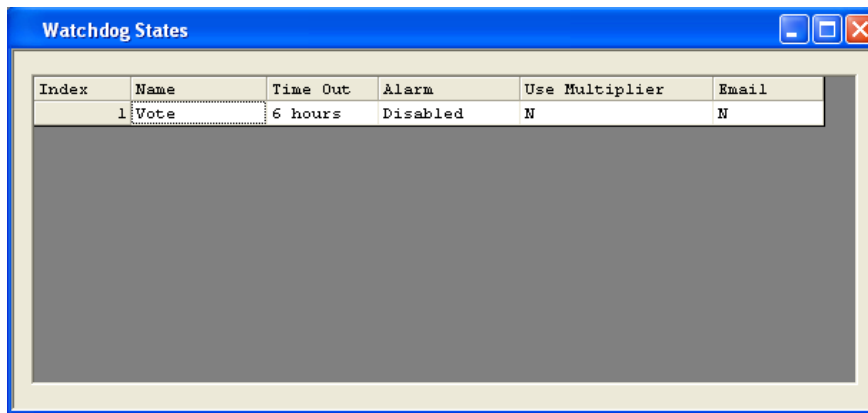 Watchdog States
Index Name Time Out Alarm Use Multiplier Email
1 Vote 6 hours Disabled N N